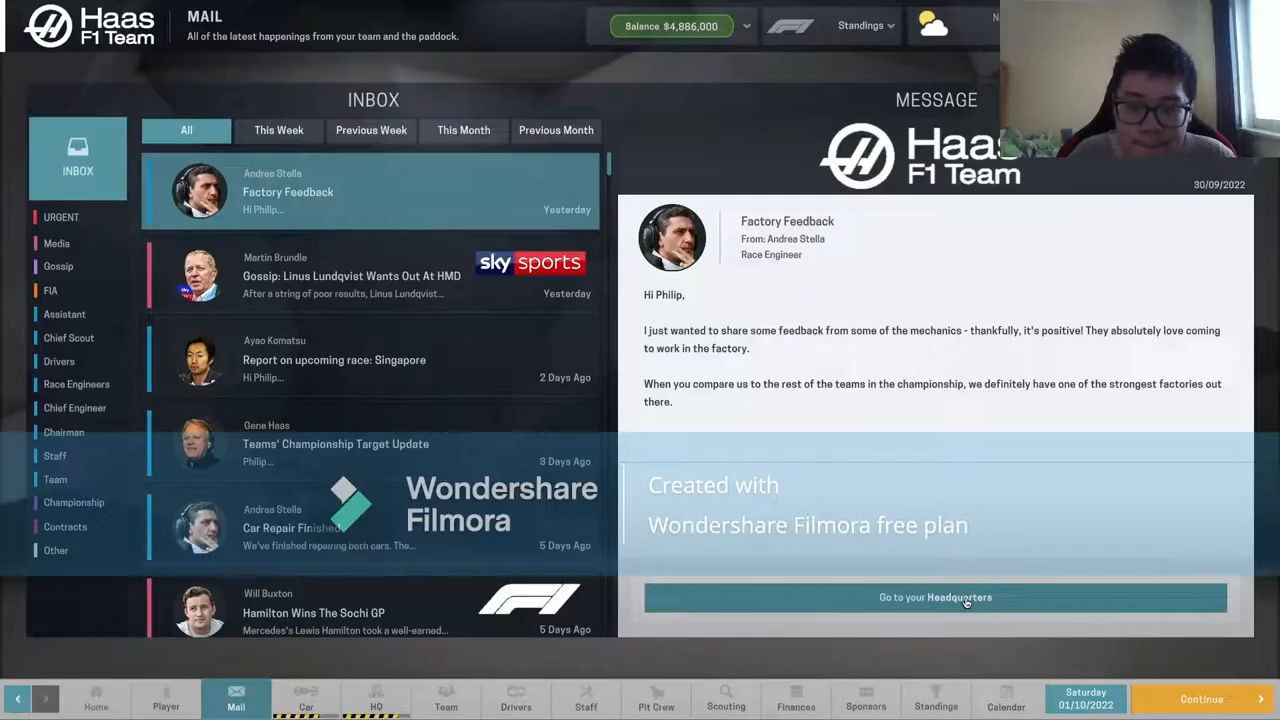 Haas
F1 Team
MAIL
All of the latest happenings from your team and the paddock.
Balance $4,886,000
Standings
INBOX
INBOX
URGENT
Media
Gossip
FIA
Assistant
Chief Scout
Drivers
Race Engineers
Chief Engineer
Chairman
Staff
Team
Championship
Contracts
Other
All
This Week
Previous Week
This Month
Previous Month
Andrea Stella
Factory Feedback
Hi Philip...
Yesterday
Martin Brundle
Gossip: Linus Lundqvist Wants Out At HMD
After a string of poor results, Linus Lundqvist...
sky sports
Yesterday
Ayao Komatsu
Report on upcoming race: Singapore
Hi Philip...
2 Days Ago
Gene Haas
Teams' Championship Target Update
Philip...
3 Days Ago
Andrea Stella
Car Repair Finished
We've finished repairing both cars. The...
5 Days Ago
Will Buxton
Hamilton Wins The Sochi GP
Mercedes's Lewis Hamilton took a well-earned...
5 Days Ago
MESSAGE
Haas
F1 Team
30/09/2022
Factory Feedback
From: Andrea Stella
Race Engineer
Hi Philip,
I just wanted to share some feedback from some of the mechanics - thankfully, it's positive! They absolutely love coming
to work in the factory.
When you compare us to the rest of the teams in the championship, we definitely have one of the strongest factories out
there.
Wondershare
Filmora
Created with
Wondershare Filmora free plan
Go to your Headquarters
Home
Player
Mail
Car
HQ
Team
Drivers
Staff
Pit Crew
Scouting
Finances
Sponsors
Standings
Calendar
Saturday
01/10/2022
Continue